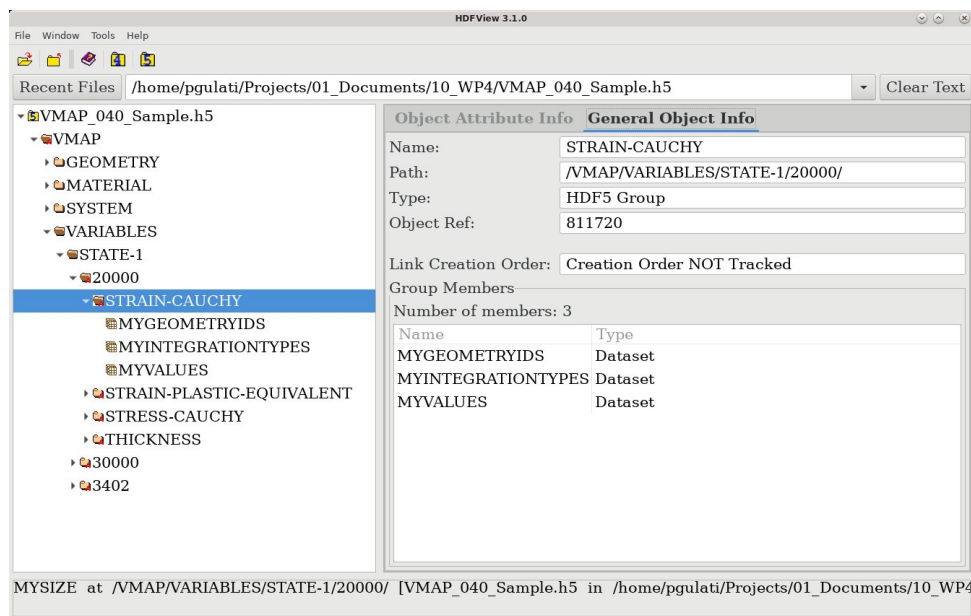 HDFView 3.1.0
File Window Tools Help
Recent Files /home/pgulati/Projects/01_Documents/10_WP4/VMAP_040_Sample.h5 Clear Text
VMAP_040_Sample.h5
VMAP
GEOMETRY
MATERIAL
SYSTEM
VARIABLES
STATE-1
20000
STRAIN-CAUCHY
MYGEOMETRYIDS
MYINTEGRATIONTYPES
MYVALUES
STRAIN-PLASTIC-EQUIVALENT
STRESS-CAUCHY
THICKNESS
30000
3402
Object Attribute Info General Object Info
Name: STRAIN-CAUCHY
Path: /VMAP/VARIABLES/STATE-1/20000/
Type: HDF5 Group
Object Ref: 811720
Link Creation Order: Creation Order NOT Tracked
Group Members
Number of members: 3
Name Type
MYGEOMETRYIDS Dataset
MYINTEGRATIONTYPES Dataset
MYVALUES Dataset
MYSIZE at /VMAP/VARIABLES/STATE-1/20000/ [VMAP_040_Sample.h5 in /home/pgulati/Projects/01_Documents/10_WP4